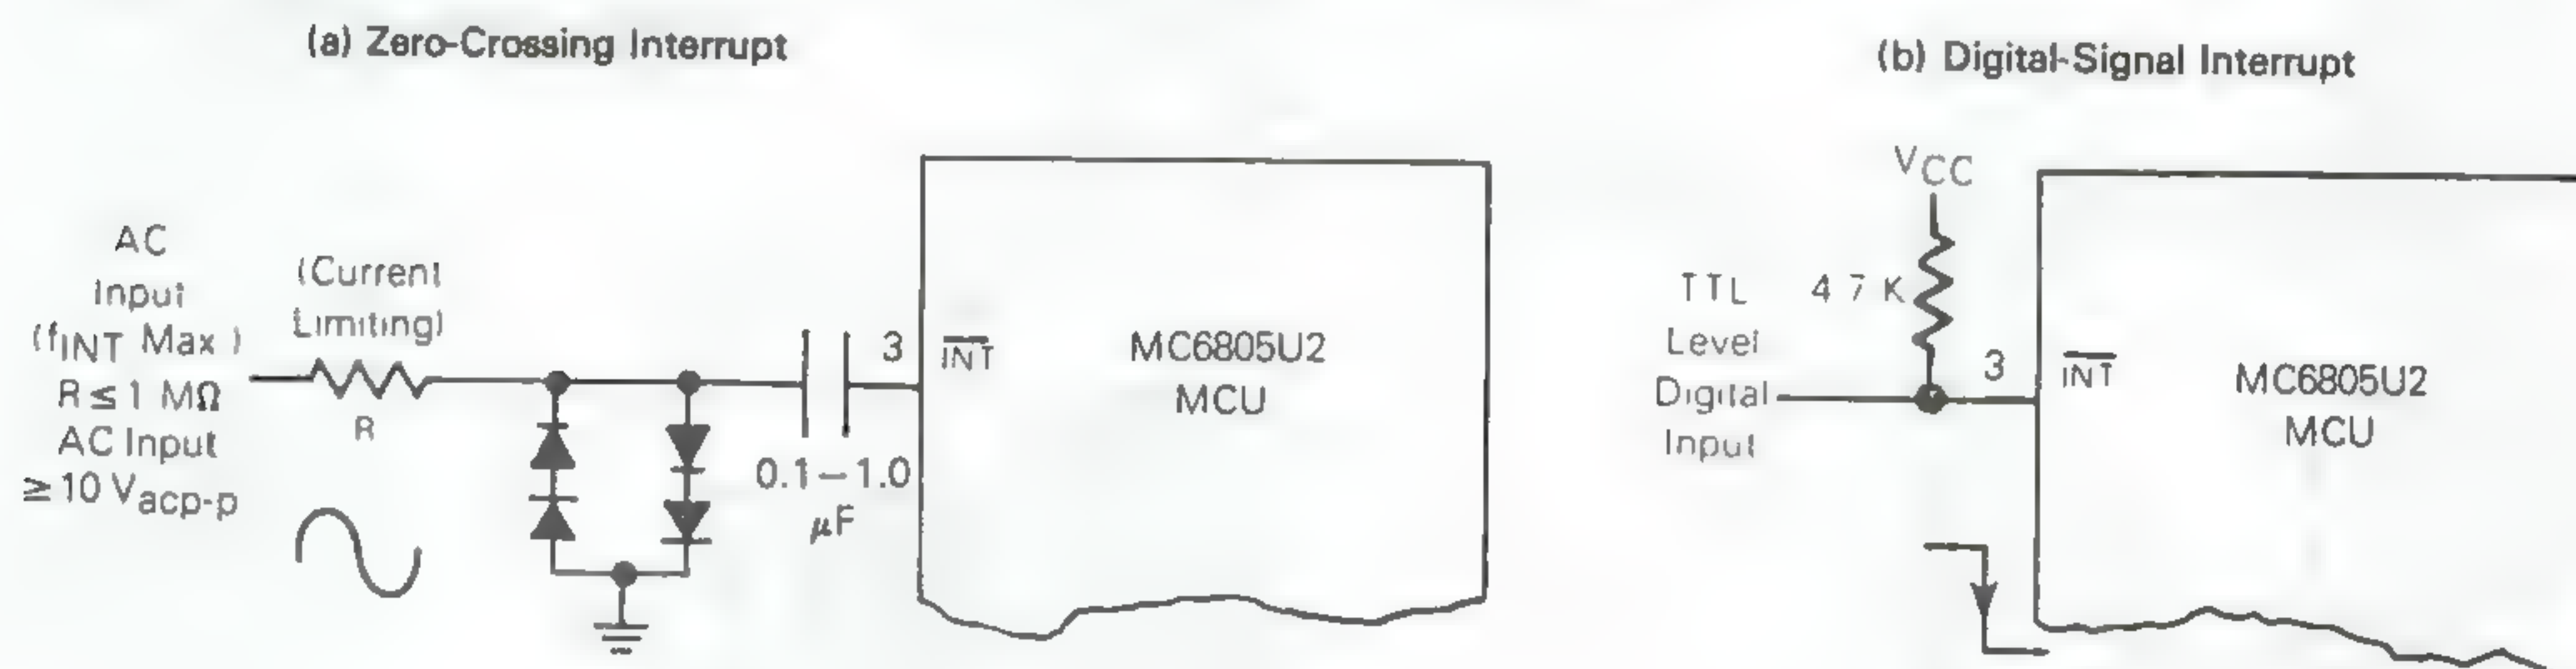 (a) Zero-Crossing Interrupt
AC
Input
(fINT Max)
R ≤ 1 MΩ
AC Input
≥ 10 Vacp-p
(Current
Limiting)
R
0.1–1.0
μF
3
INT
MC6805U2
MCU
(b) Digital-Signal Interrupt
VCC
4 7 K
TTL
Level
Digital
Input
3
INT
MC6805U2
MCU